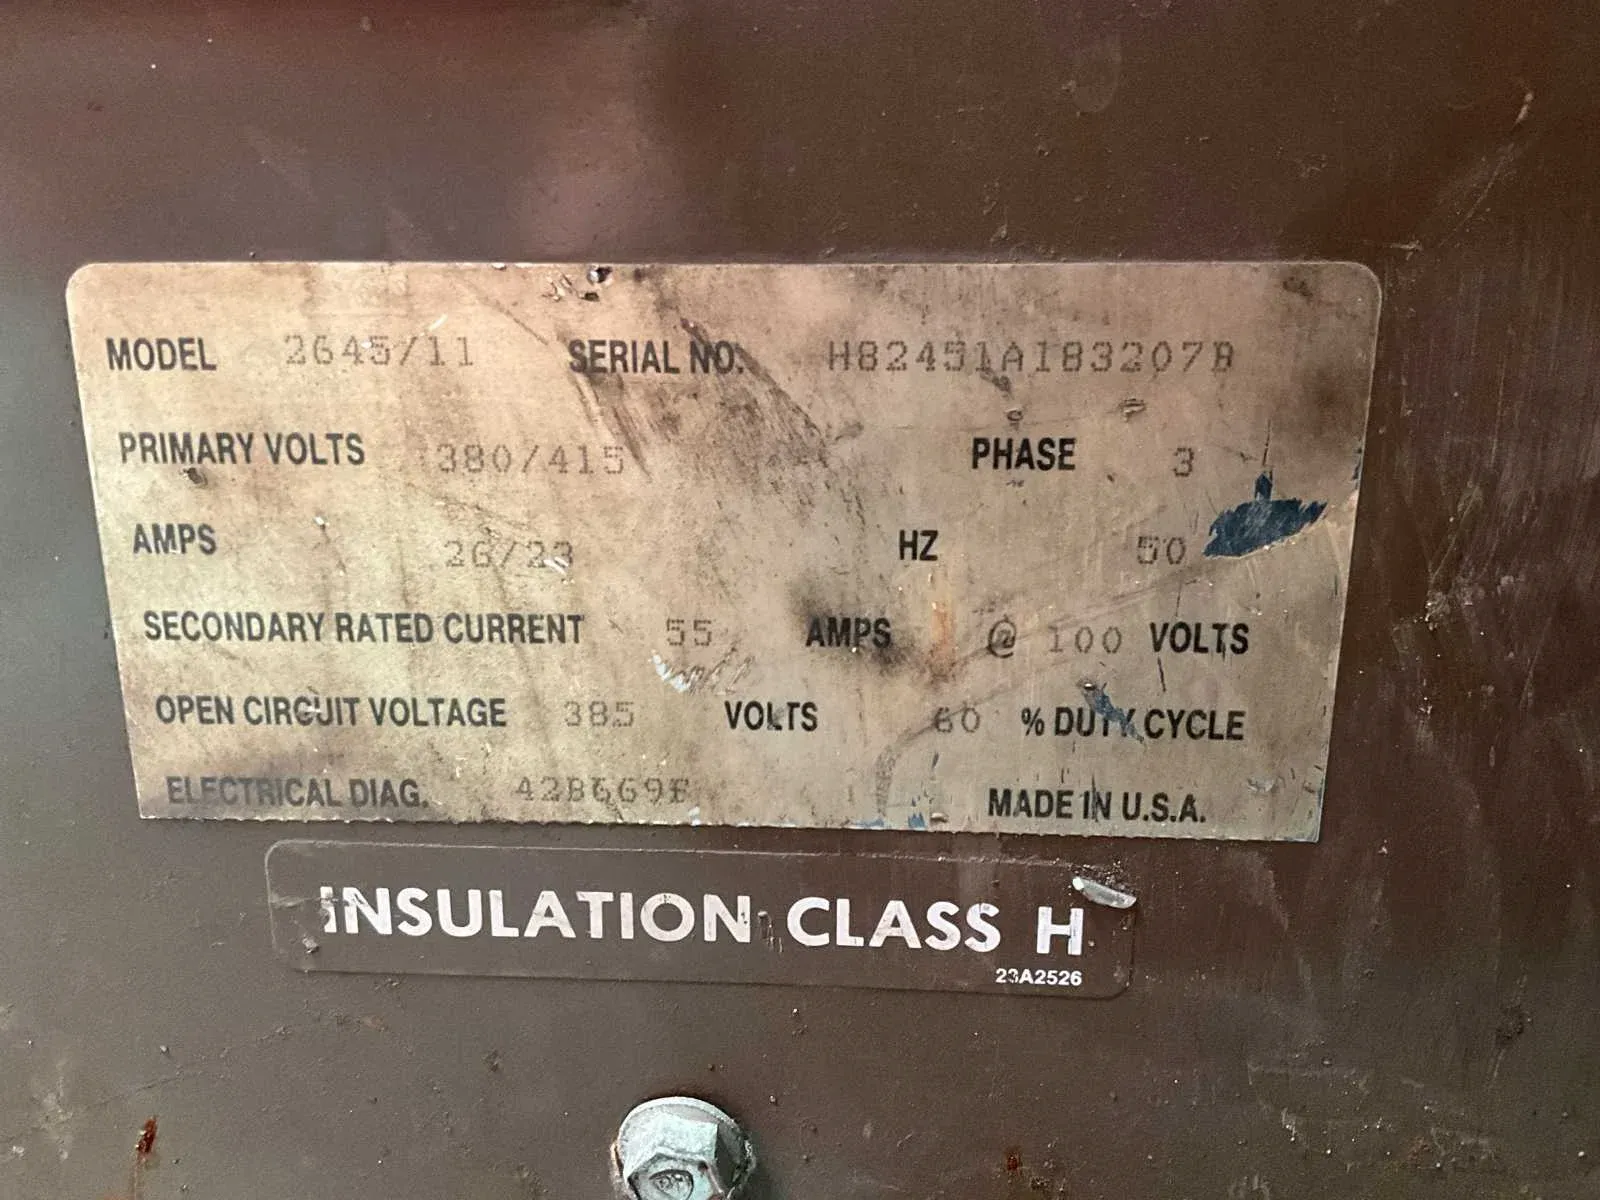 MODEL 2645/11 SERIAL NO. H82451A183207B
PRIMARY VOLTS 380/415 PHASE 3
AMPS 26/23 HZ 50
SECONDARY RATED CURRENT 55 AMPS @ 100 VOLTS
OPEN CIRCUIT VOLTAGE 385 VOLTS 60 % DUTY CYCLE
ELECTRICAL DIAG. MADE IN U.S.A.
INSULATION CLASS H
23A2526